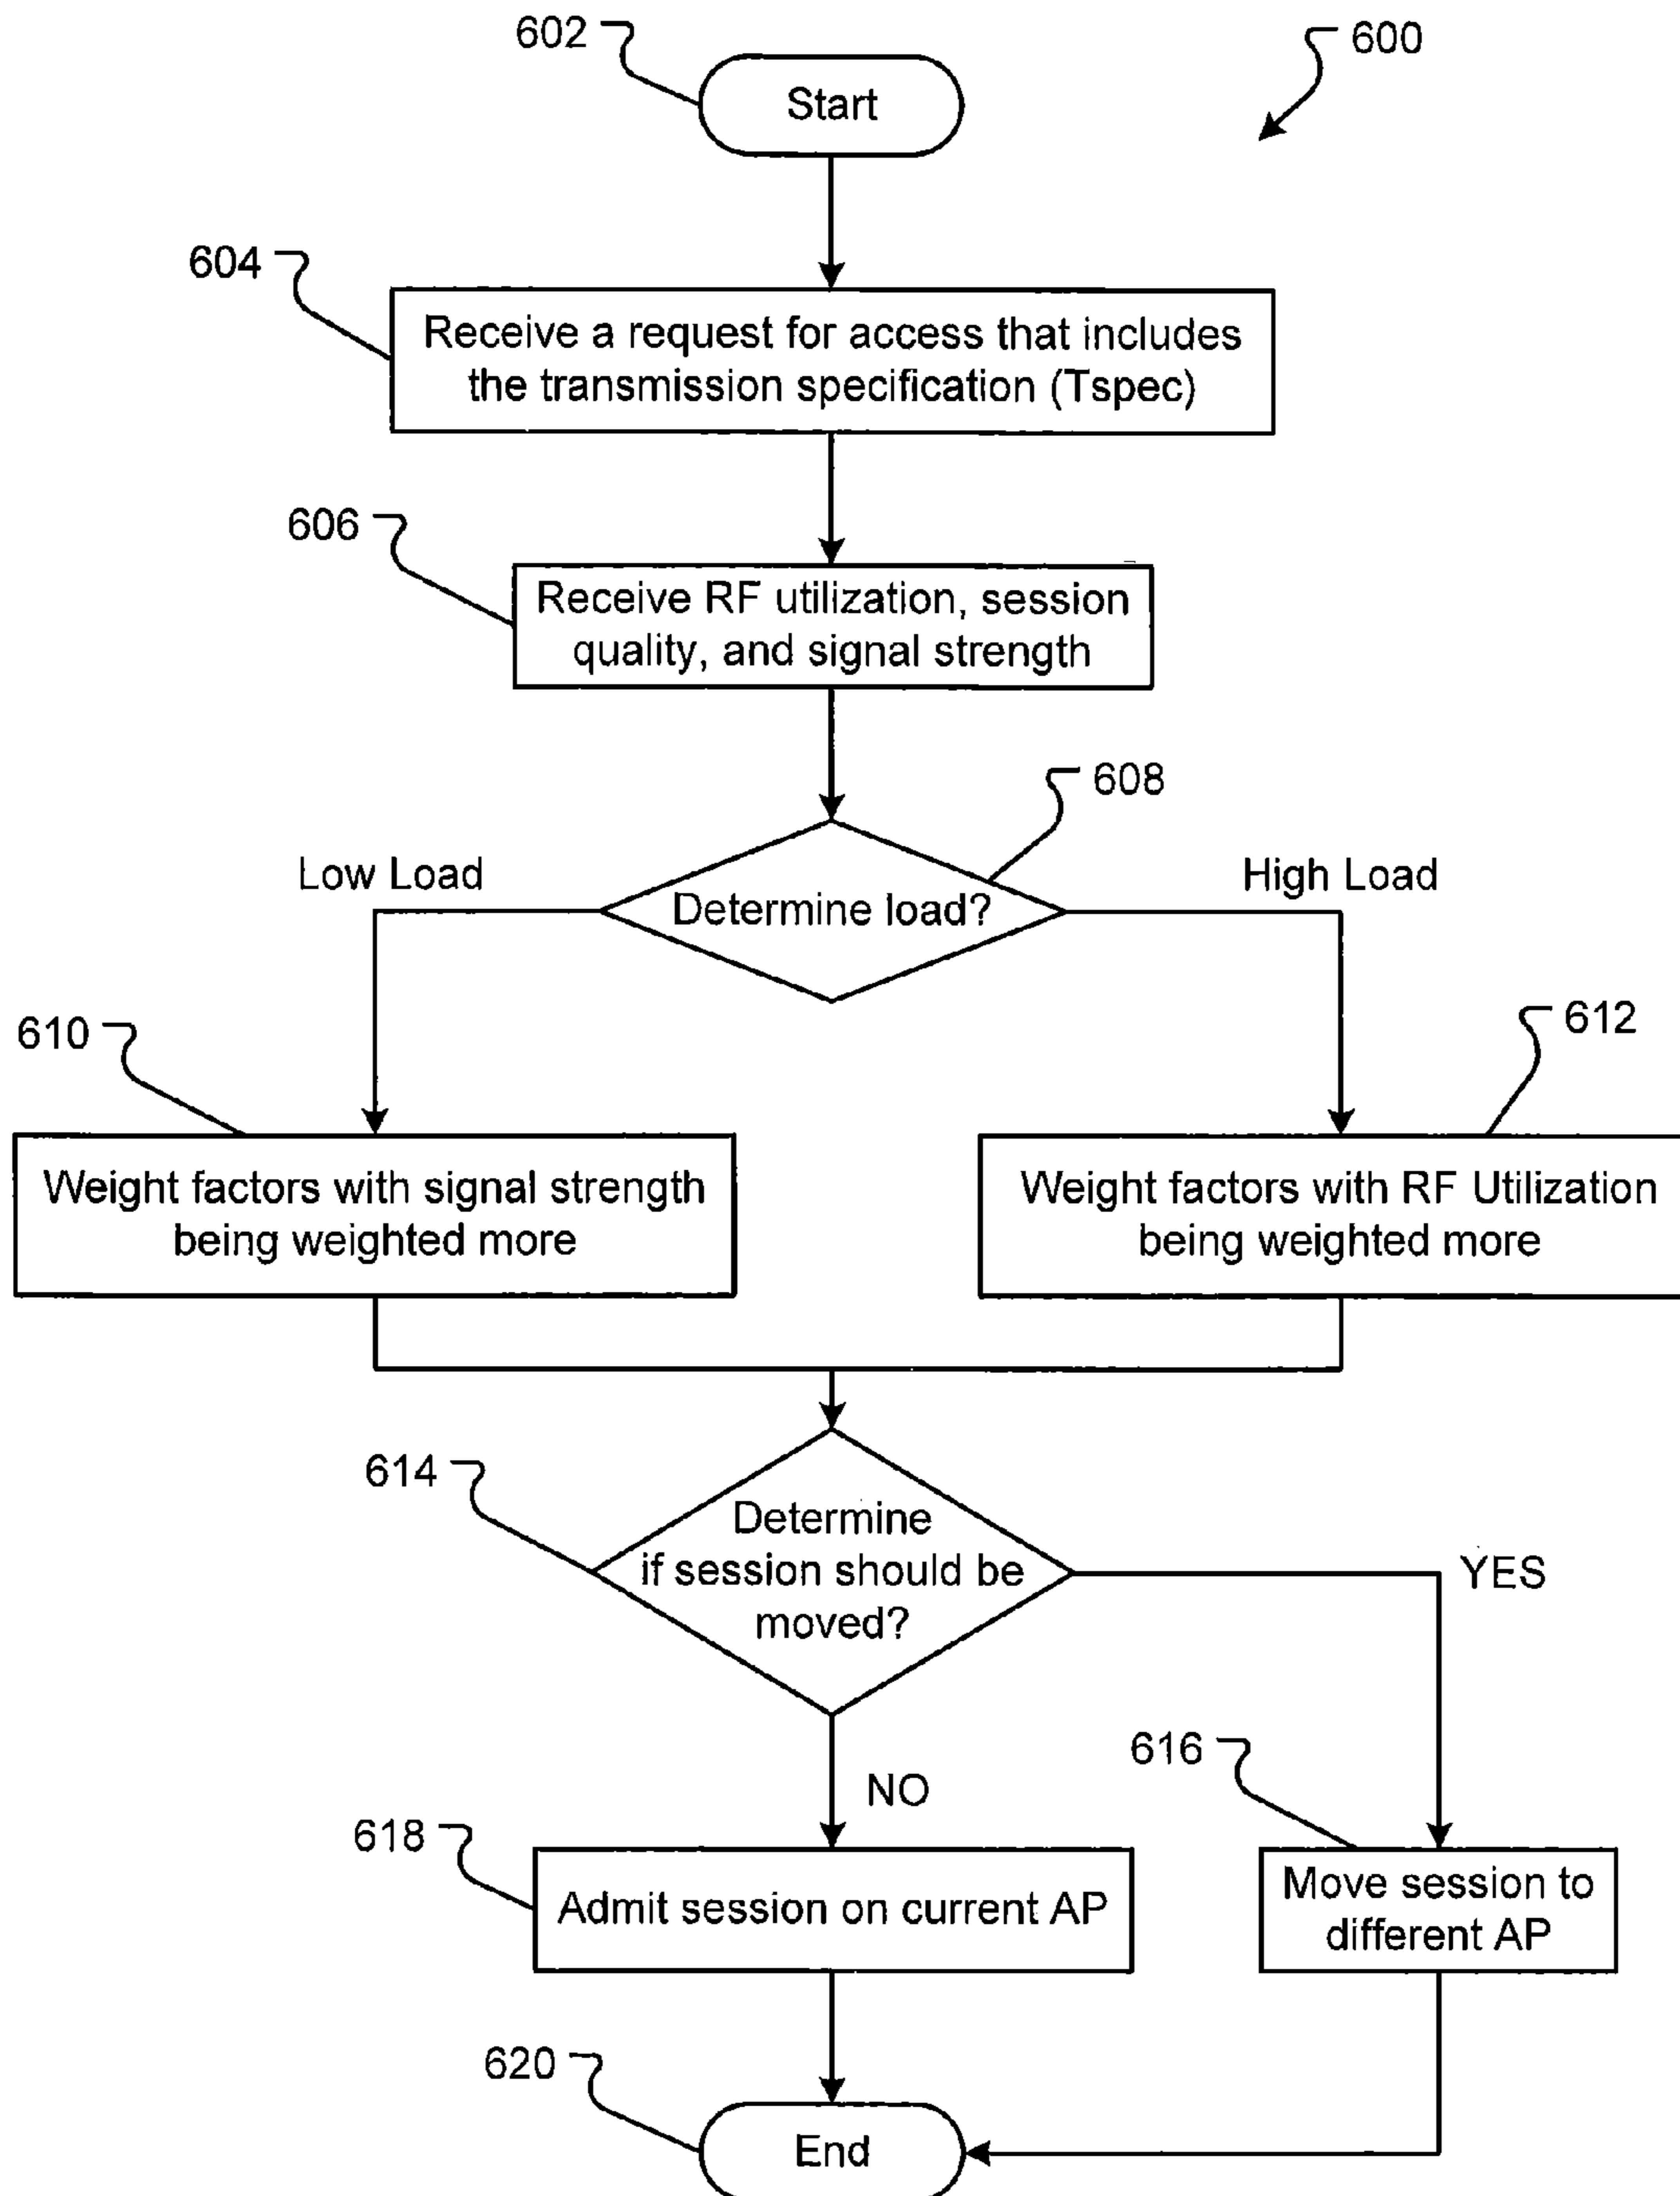 602
600
Start
604
Receive a request for access that includes
the transmission specification (Tspec)
606
Receive RF utilization, session
quality, and signal strength
608
Low Load
High Load
Determine load?
610
612
Weight factors with signal strength
being weighted more
Weight factors with RF Utilization
being weighted more
614
Determine
if session should be
moved?
YES
616
NO
618
Admit session on current AP
Move session to
different AP
620
End